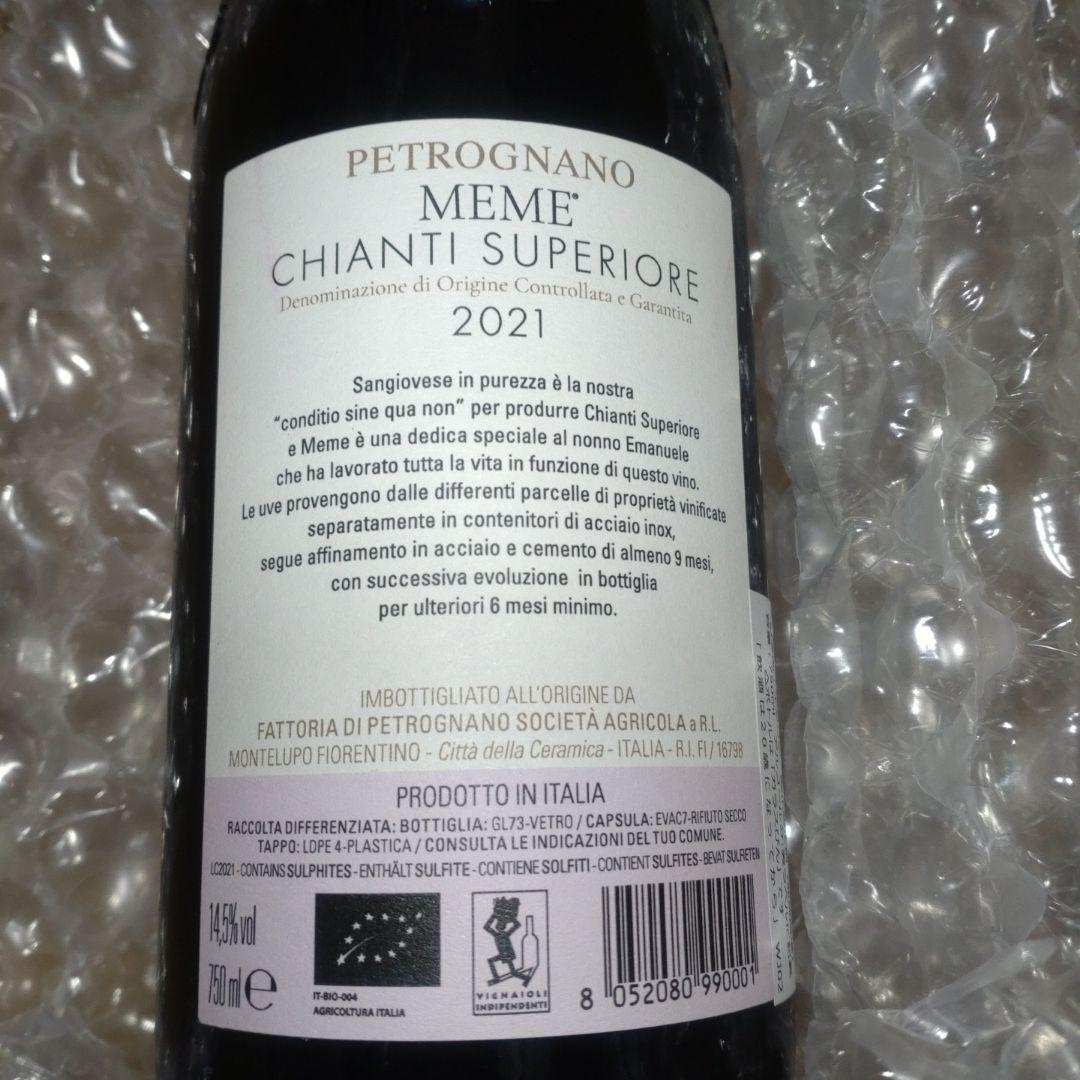 PETROGNANO
MEME®
CHIANTI SUPERIORE
Denominazione di Origine Controllata e Garantita
2021
Sangiovese in purezza è la nostra
“conditio sine qua non” per produrre Chianti Superiore
e Meme è una dedica speciale al nonno Emanuele
che ha lavorato tutta la vita in funzione di questo vino.
Le uve provengono dalle differenti parcelle di proprietà vinificate
separatamente in contenitori di acciaio inox,
segue affinamento in acciaio e cemento di almeno 9 mesi,
con successiva evoluzione in bottiglia
per ulteriori 6 mesi minimo.
IMBOTTIGLIATO ALL'ORIGINE DA
FATTORIA DI PETROGNANO SOCIETÀ AGRICOLA a R.L.
MONTELUPO FIORENTINO - Città della Ceramica - ITALIA - R.I. FI / 16798
PRODOTTO IN ITALIA
RACCOLTA DIFFERENZIATA: BOTTIGLIA: GL73-VETRO / CAPSULA: EVAC7-RIFIUTO SECCO
TAPPO: LDPE 4-PLASTICA / CONSULTA LE INDICAZIONI DEL TUO COMUNE.
LC2021 - CONTAINS SULPHITES - ENTHÄLT SULFITE - CONTIENE SOLFITI - CONTIENT SULFITES - BEVAT SULFIETEN
14,5% vol
750 ml e
IT-BIO-004
AGRICOLTURA ITALIA
VIGNAIOLI
INDIPENDENTI
8 052080 990001